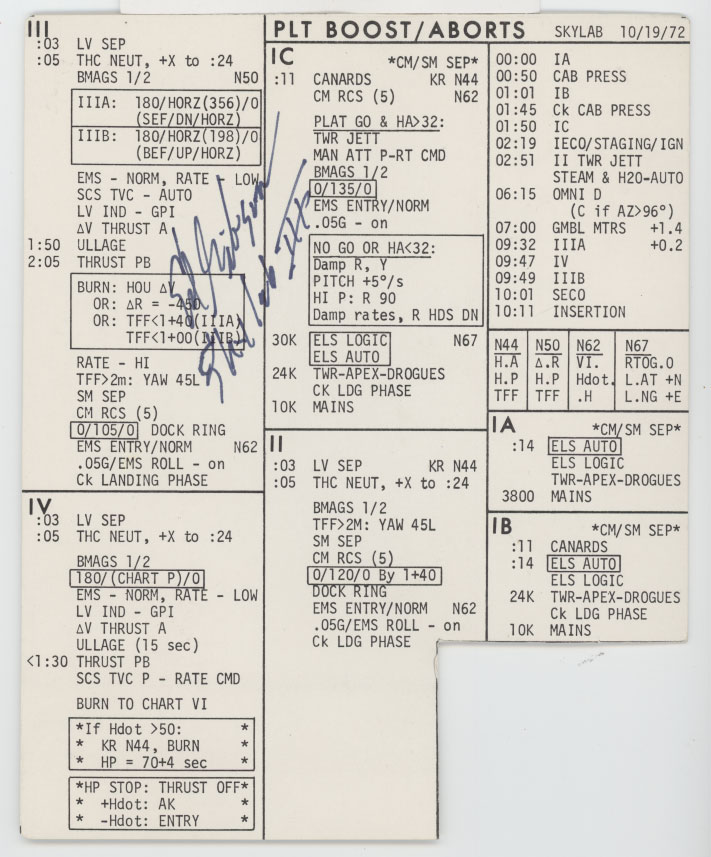 III
:03 LV SEP
:05 THC NEUT, +X to :24
BMAGS 1/2 N50
IIIA: 180/HORZ(356)/0
(SEF/DN/HORZ)
IIIB: 180/HORZ(198)/0
(BEF/UP/HORZ)
EMS - NORM, RATE - LOW
SCS TVC - AUTO
LV IND - GPI
ΔV THRUST A
1:50 ULLAGE
2:05 THRUST PB
BURN: HOU ΔV
OR: ΔR = -450
OR: TFF<1+40(IIIA)
TFF<1+00(IIIB)
RATE - HI
TFF>2m: YAW 45L
SM SEP
CM RCS (5)
0/105/0 DOCK RING
EMS ENTRY/NORM N62
.05G/EMS ROLL - on
Ck LANDING PHASE
Ed Gibson
Skylab III
IV
:03 LV SEP
:05 THC NEUT, +X to :24
BMAGS 1/2
180/(CHART P)/0
EMS - NORM, RATE - LOW
LV IND - GPI
ΔV THRUST A
ULLAGE (15 sec)
<1:30 THRUST PB
SCS TVC P - RATE CMD
BURN TO CHART VI
*If Hdot >50: *
* KR N44, BURN *
* HP = 70+4 sec *
*HP STOP: THRUST OFF*
* +Hdot: AK *
* -Hdot: ENTRY *
PLT BOOST/ABORTS SKYLAB 10/19/72
IC
*CM/SM SEP*
:11 CANARDS KR N44
CM RCS (5) N62
PLAT GO & HA>32:
TWR JETT
MAN ATT P-RT CMD
BMAGS 1/2
0/135/0
EMS ENTRY/NORM
.05G - on
NO GO OR HA<32:
Damp R, Y
PITCH +5°/s
HI P: R 90
Damp rates, R HDS DN
30K ELS LOGIC N67
ELS AUTO
24K TWR-APEX-DROGUES
CK LDG PHASE
10K MAINS
II
:03 LV SEP KR N44
:05 THC NEUT, +X to :24
BMAGS 1/2
TFF>2M: YAW 45L
SM SEP
CM RCS (5)
0/120/0 By 1+40
DOCK RING
EMS ENTRY/NORM N62
.05G/EMS ROLL - on
Ck LDG PHASE
00:00 IA
00:50 CAB PRESS
01:01 IB
01:45 Ck CAB PRESS
01:50 IC
02:19 IECO/STAGING/IGN
02:51 II TWR JETT
STEAM & H20-AUTO
06:15 OMNI D
(C if AZ>96°)
07:00 GMBL MTRS +1.4
09:32 IIIA +0.2
09:47 IV
09:49 IIIB
10:01 SECO
10:11 INSERTION
N44 N50 N62 N67
H.A Δ.R VI. RTOG.0
H.P H.P Hdot. L.AT +N
TFF TFF .H L.NG +E
IA
*CM/SM SEP*
:14 ELS AUTO
ELS LOGIC
TWR-APEX-DROGUES
3800 MAINS
IB
*CM/SM SEP*
:11 CANARDS
:14 ELS AUTO
ELS LOGIC
24K TWR-APEX-DROGUES
Ck LDG PHASE
10K MAINS